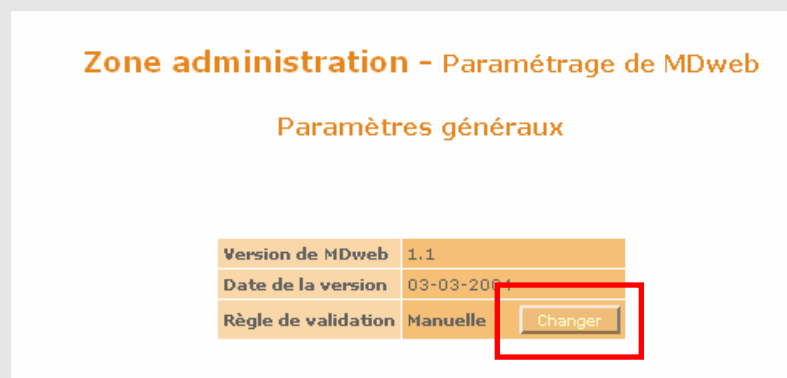 Zone administration - Paramétrage de MDweb
Paramètres généraux
Version de MDweb 1.1
Date de la version 03-03-2004
Règle de validation Manuelle Changer